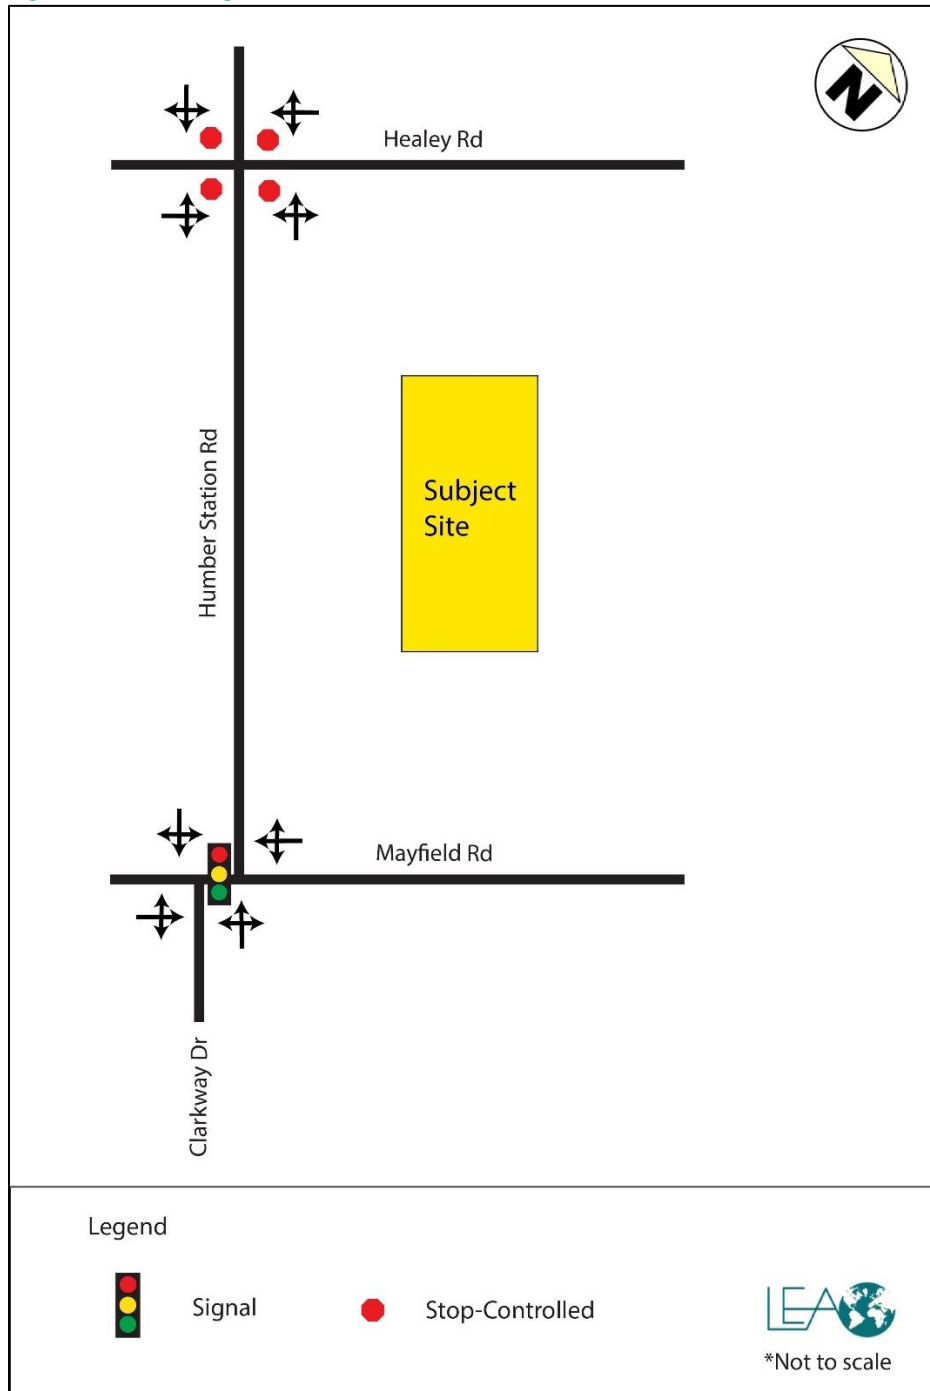 N
Healey Rd
Humber Station Rd
Subject
Site
Mayfield Rd
Clarkway Dr
Legend
Signal
Stop-Controlled
LEA
*Not to scale